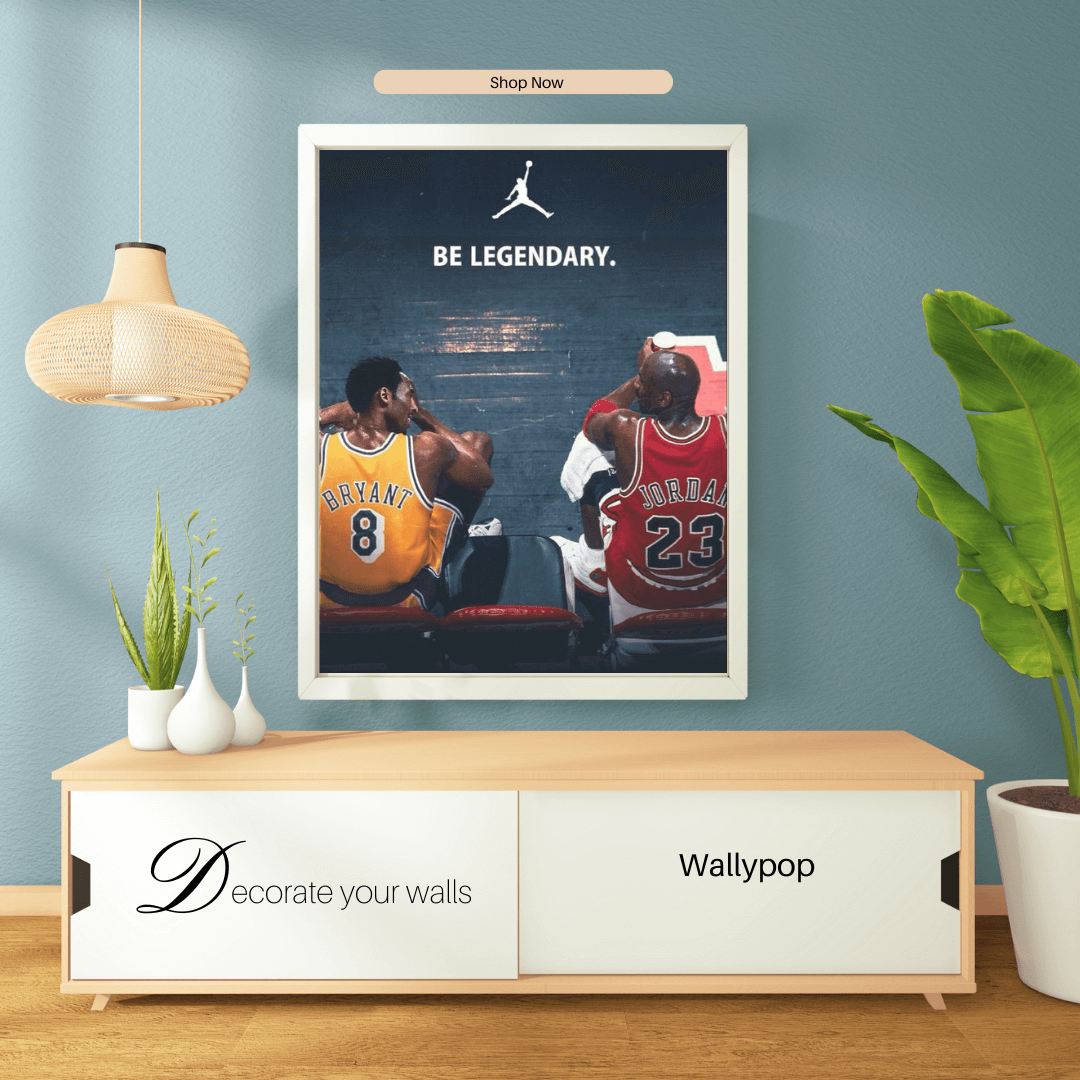 Shop Now
BE LEGENDARY.
BRYANT
8
JORDAN
23
Decorate your walls
Wallypop